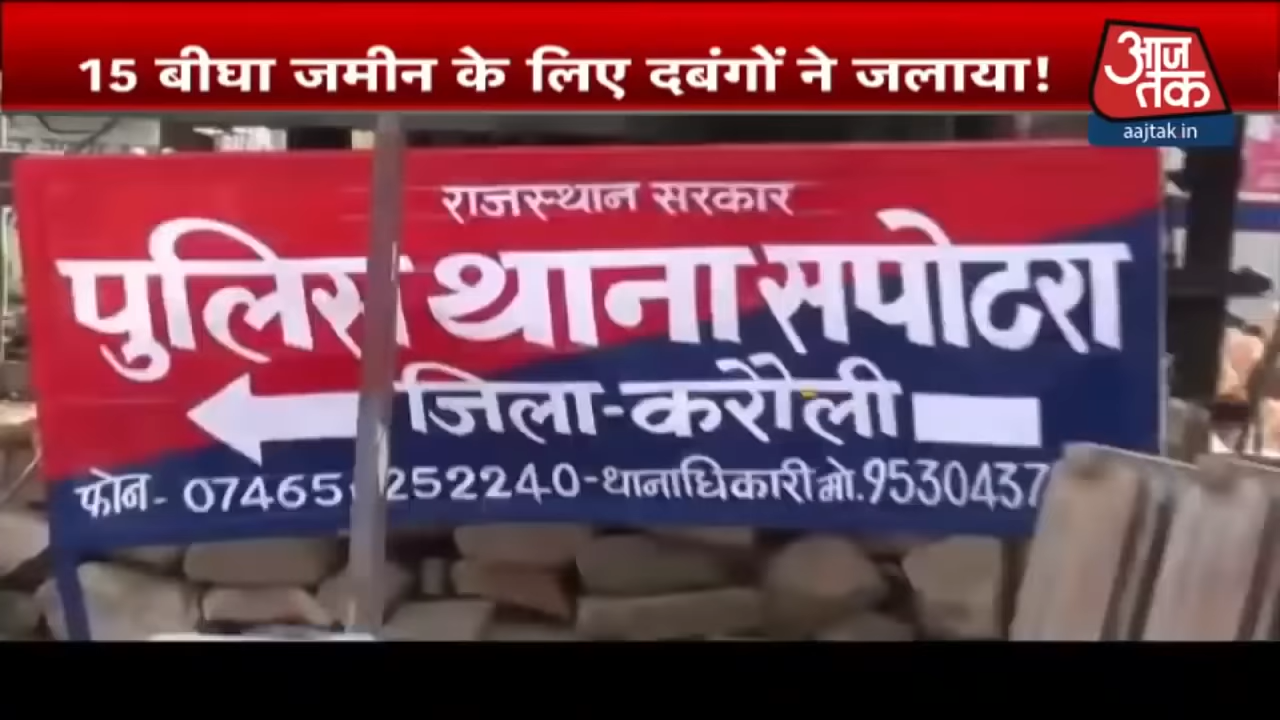 15 बीघा जमीन के लिए दबंगों ने जलाया!
आज
तक
aajtak.in
राजस्थान सरकार
पुलिस थाना सपोटरा
जिला-करौली
फोन- 07465 252240-थानाधिकारी मो.9530437